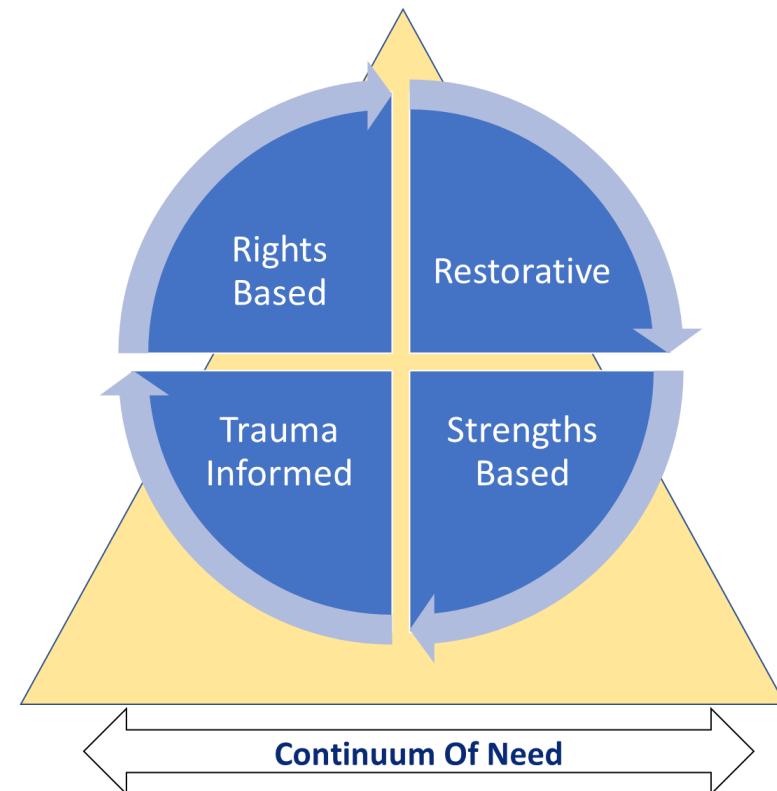 Rights
Based
Restorative
Trauma
Informed
Strengths
Based
Continuum Of Need